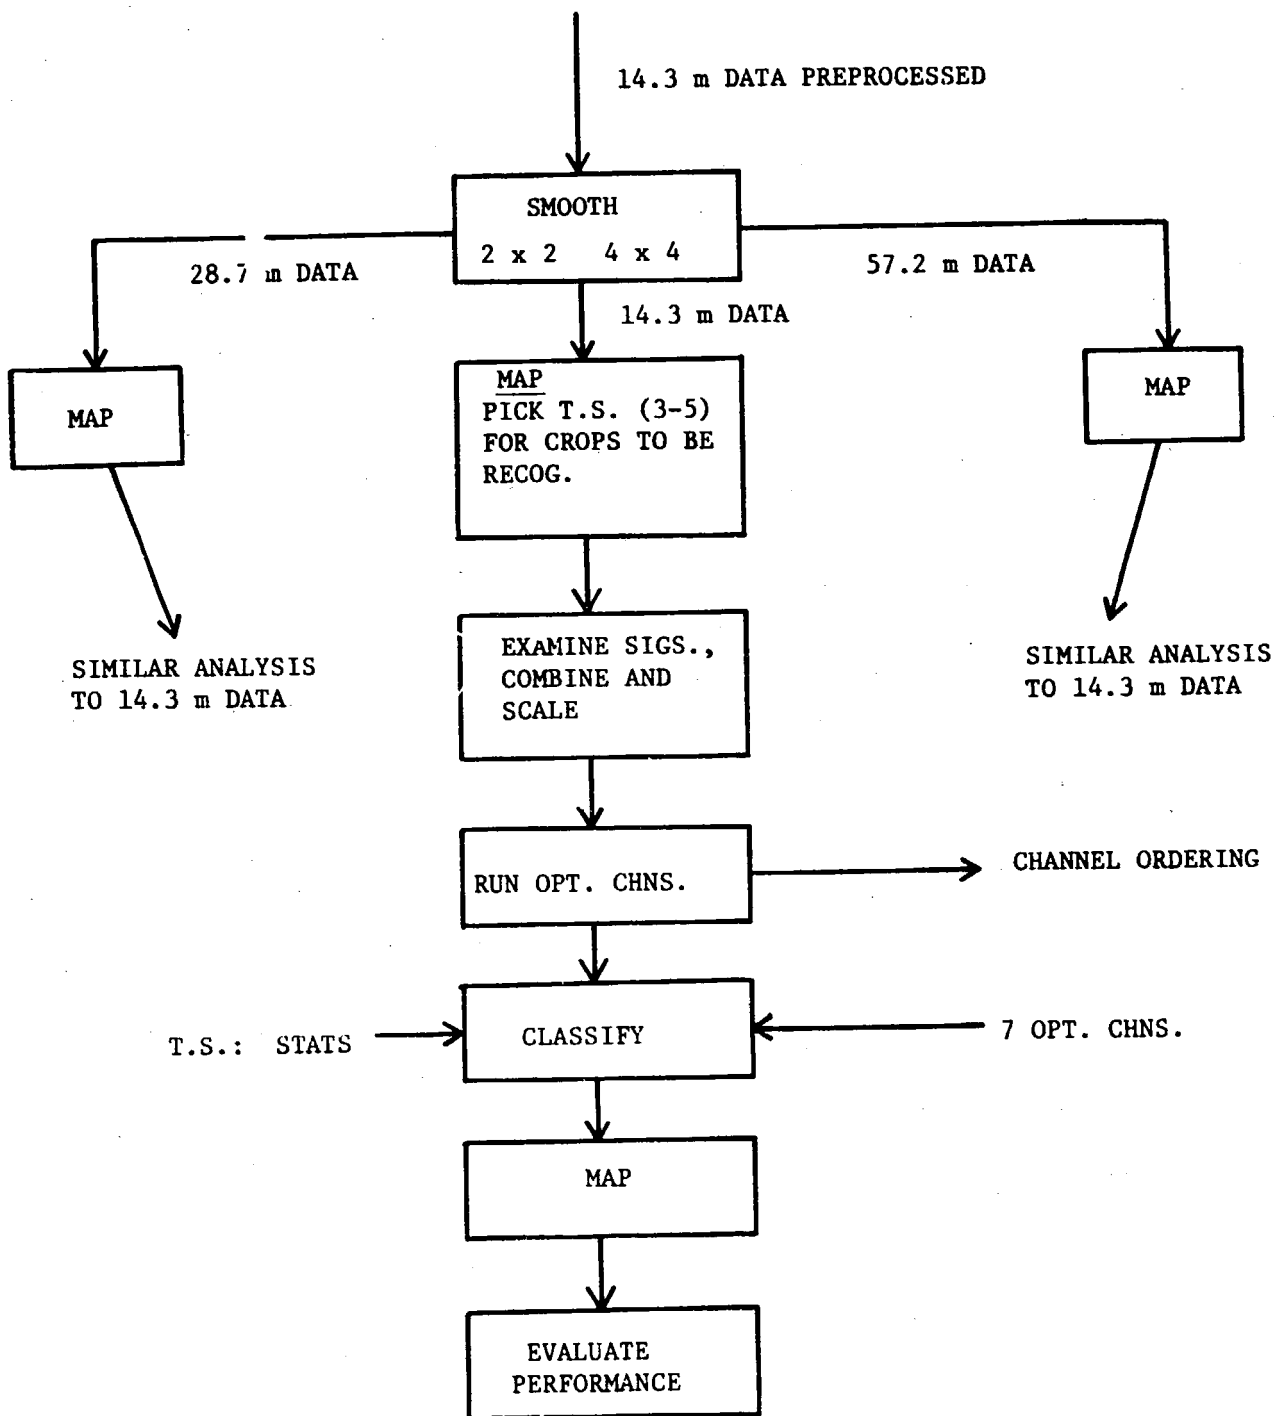 14.3 m DATA PREPROCESSED
SMOOTH
2 x 2 4 x 4
28.7 m DATA
57.2 m DATA
14.3 m DATA
MAP
MAP
PICK T.S. (3-5)
FOR CROPS TO BE
RECOG.
MAP
EXAMINE SIGS.,
COMBINE AND
SCALE
SIMILAR ANALYSIS
TO 14.3 m DATA
SIMILAR ANALYSIS
TO 14.3 m DATA
RUN OPT. CHNS.
CHANNEL ORDERING
T.S.: STATS
CLASSIFY
7 OPT. CHNS.
MAP
EVALUATE
PERFORMANCE